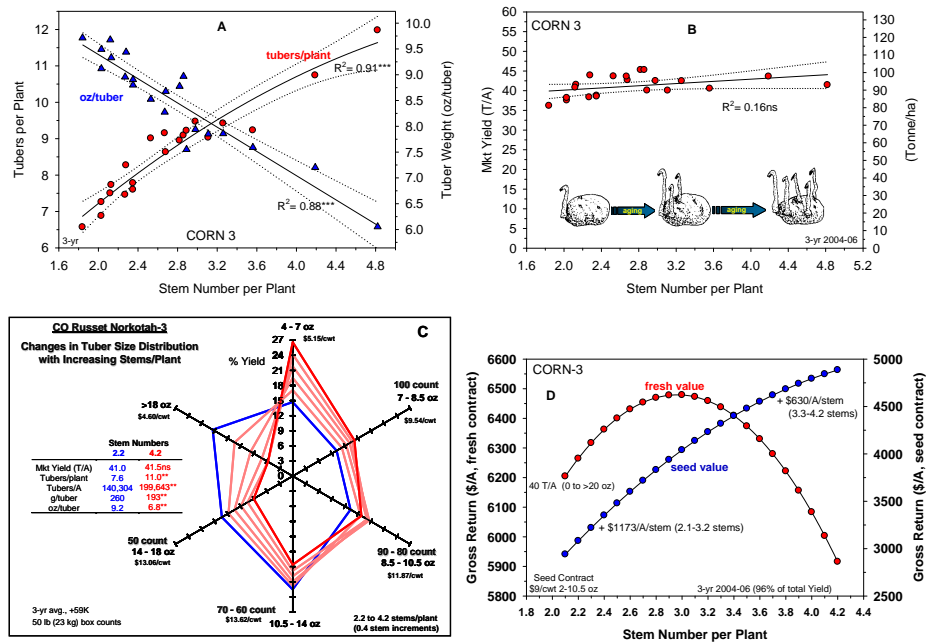 A
tubers/plant
R²= 0.91***
oz/tuber
R²= 0.88***
3-yr
CORN 3
Tubers per Plant
12
11
10
9
8
7
6
Tuber Weight (oz/tuber)
10.0
9.5
9.0
8.5
8.0
7.5
7.0
6.5
6.0
1.6 2.0 2.4 2.8 3.2 3.6 4.0 4.4 4.8
Stem Number per Plant
CORN 3
B
R²= 0.16ns
aging
aging
3-yr 2004-06
Mkt Yield (T/A)
60
55
50
45
40
35
30
25
20
15
10
5
0
(Tonne/ha)
130
120
110
100
90
80
70
60
50
40
30
20
10
0
1.6 2.0 2.4 2.8 3.2 3.6 4.0 4.4 4.8 5.2
Stem Number per Plant
CO Russet Norkotah-3
C
Changes in Tuber Size Distribution
with Increasing Stems/Plant
4 - 7 oz
$5.15/cwt
% Yield
27
24
21
18
15
12
9
6
3
0
100 count
7 - 8.5 oz
$9.54/cwt
>18 oz
$4.60/cwt
Stem Numbers
2.2 4.2
Mkt Yield (T/A) 41.0 41.5ns
Tubers/plant 7.6 11.0**
Tubers/A 140,304 199,643**
g/tuber 260 193**
oz/tuber 9.2 6.8**
50 count
14 - 18 oz
$13.06/cwt
90 - 80 count
8.5 - 10.5 oz
$11.87/cwt
70 - 60 count
$13.62/cwt
10.5 - 14 oz
3-yr avg., +59K
50 lb (23 kg) box counts
2.2 to 4.2 stems/plant
(0.4 stem increments)
CORN-3
D
fresh value
+ $630/A/stem
(3.3-4.2 stems)
seed value
40 T/A (0 to >20 oz)
+ $1173/A/stem (2.1-3.2 stems)
Seed Contract
$9/cwt 2-10.5 oz
3-yr 2004-06 (96% of total Yield)
Gross Return ($/A, fresh contract)
6600
6500
6400
6300
6200
6100
6000
5900
5800
Gross Return ($/A, seed contract)
5000
4500
4000
3500
3000
2500
1.6 1.8 2.0 2.2 2.4 2.6 2.8 3.0 3.2 3.4 3.6 3.8 4.0 4.2 4.4
Stem Number per Plant